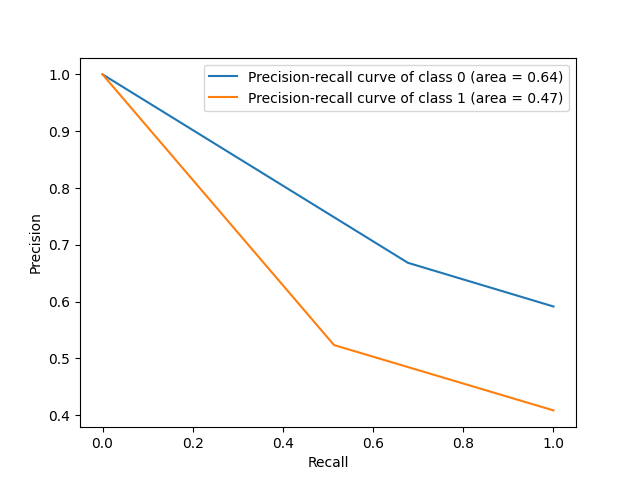 Precision-recall curve of class 0 (area = 0.64)
Precision-recall curve of class 1 (area = 0.47)
1.0
0.9
0.8
0.7
0.6
0.5
0.4
Precision
0.0 0.2 0.4 0.6 0.8 1.0
Recall